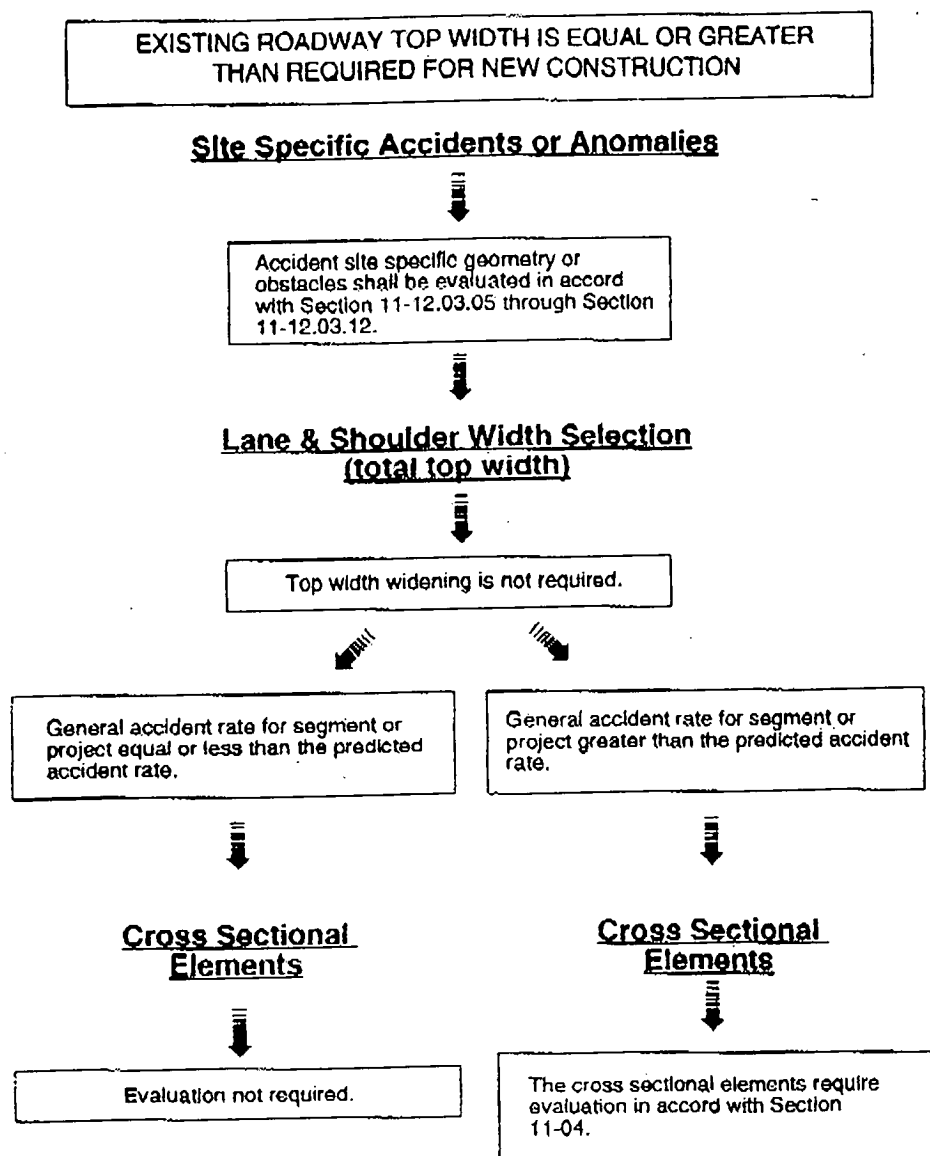 EXISTING ROADWAY TOP WIDTH IS EQUAL OR GREATER
THAN REQUIRED FOR NEW CONSTRUCTION
Site Specific Accidents or Anomalies
Accident site specific geometry or
obstacles shall be evaluated in accord
with Section 11-12.03.05 through Section
11-12.03.12.
Lane & Shoulder Width Selection
(total top width)
Top width widening is not required.
General accident rate for segment or
project equal or less than the predicted
accident rate.
General accident rate for segment or
project greater than the predicted accident
rate.
Cross Sectional
Elements
Cross Sectional
Elements
Evaluation not required.
The cross sectional elements require
evaluation in accord with Section
11-04.